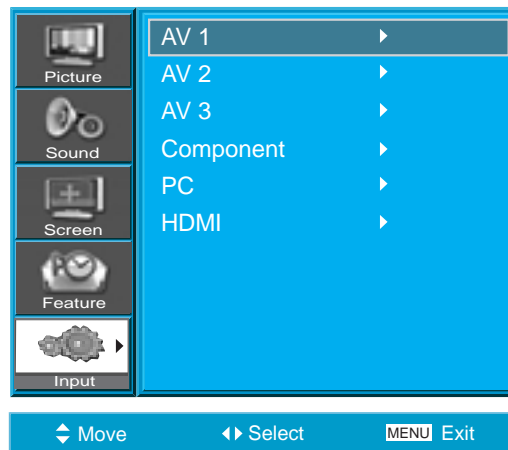 Picture
Sound
Screen
Feature
Input
AV 1
AV 2
AV 3
Component
PC
HDMI
Move Select MENU Exit